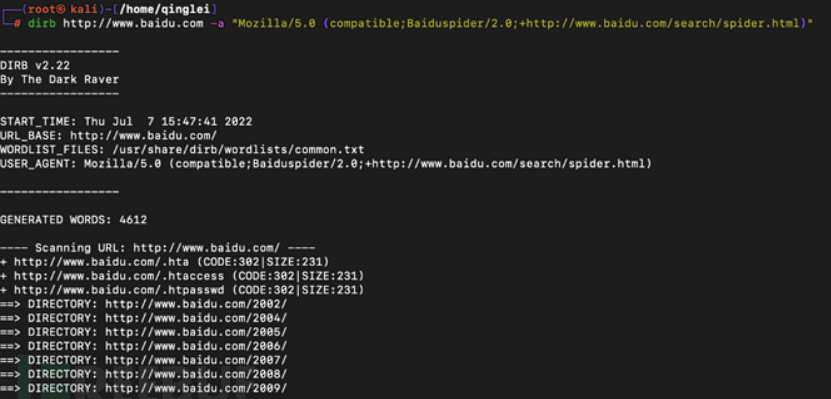 (root㉿kali)-[/home/qinglei]
# dirb http://www.baidu.com -a "Mozilla/5.0 (compatible;Baiduspider/2.0;+http://www.baidu.com/search/spider.html)"
-----------------
DIRB v2.22
By The Dark Raver
-----------------
START_TIME: Thu Jul  7 15:47:41 2022
URL_BASE: http://www.baidu.com/
WORDLIST_FILES: /usr/share/dirb/wordlists/common.txt
USER_AGENT: Mozilla/5.0 (compatible;Baiduspider/2.0;+http://www.baidu.com/search/spider.html)
-----------------
GENERATED WORDS: 4612
---- Scanning URL: http://www.baidu.com/ ----
+ http://www.baidu.com/.hta (CODE:302|SIZE:231)
+ http://www.baidu.com/.htaccess (CODE:302|SIZE:231)
+ http://www.baidu.com/.htpasswd (CODE:302|SIZE:231)
==> DIRECTORY: http://www.baidu.com/2002/
==> DIRECTORY: http://www.baidu.com/2004/
==> DIRECTORY: http://www.baidu.com/2005/
==> DIRECTORY: http://www.baidu.com/2006/
==> DIRECTORY: http://www.baidu.com/2007/
==> DIRECTORY: http://www.baidu.com/2008/
==> DIRECTORY: http://www.baidu.com/2009/